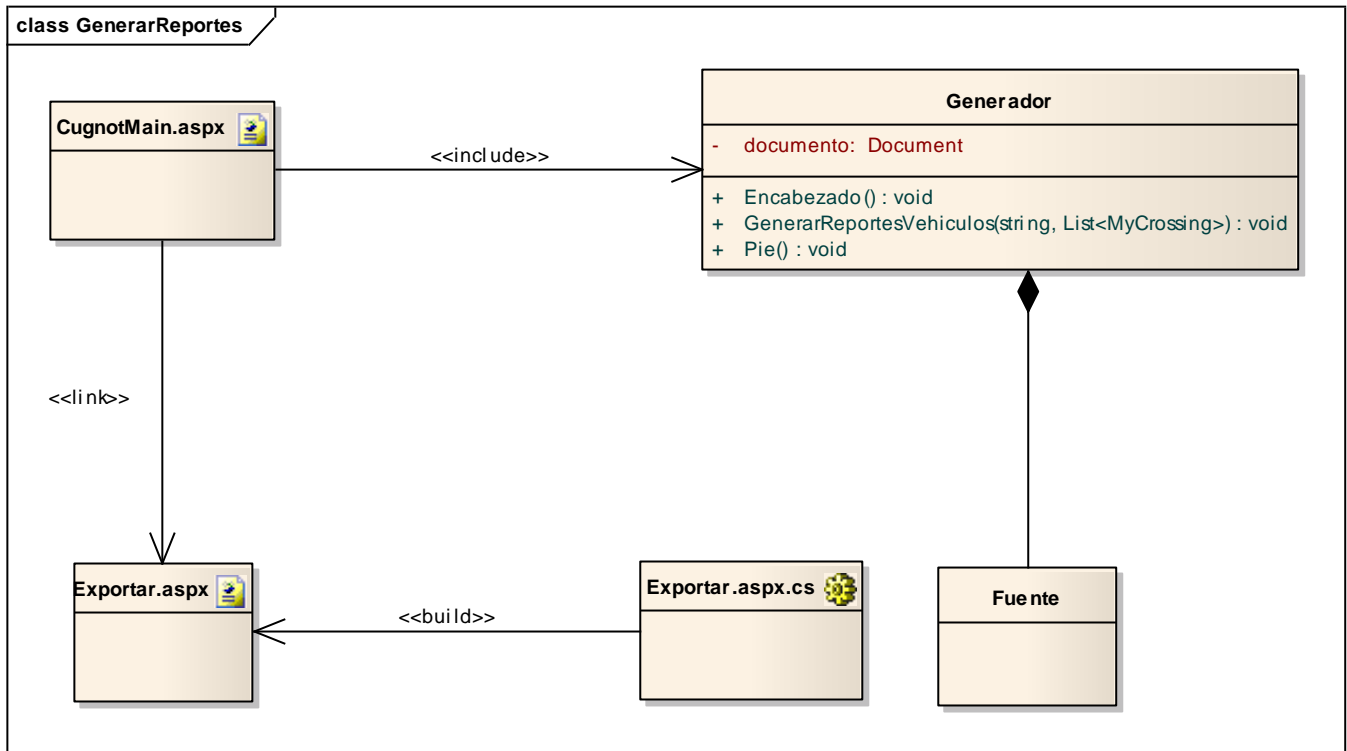 class GenerarReportes
CugnotMain.aspx
<<include>>
Generador
- documento: Document
+ Encabezado() : void
+ GenerarReportesVehiculos(string, List<MyCrossing>) : void
+ Pie() : void
<<link>>
Exportar.aspx
<<build>>
Exportar.aspx.cs
Fuente